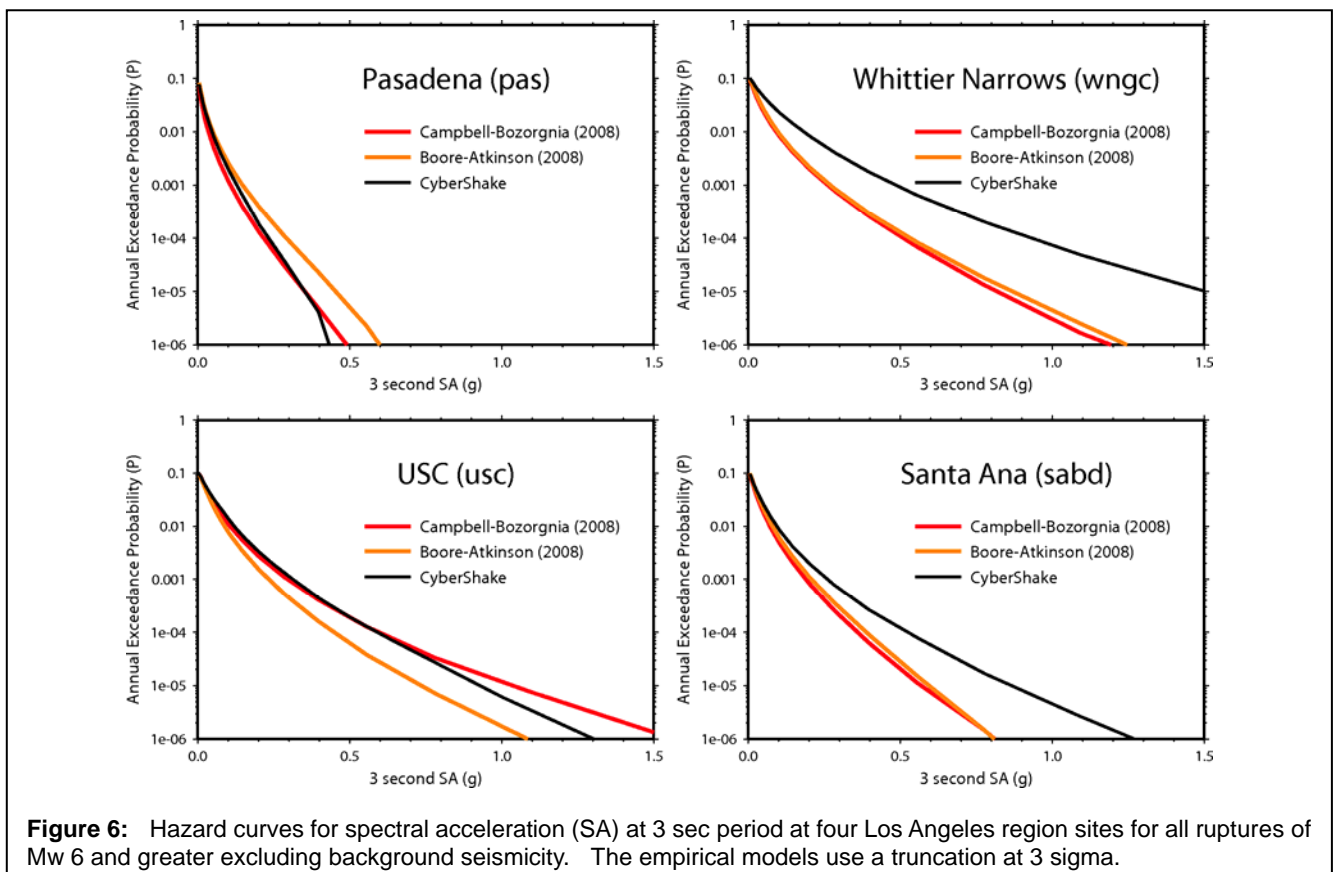 Pasadena (pas)
Campbell-Bozorgnia (2008)
Boore-Atkinson (2008)
CyberShake
Annual Exceedance Probability (P)
1
0.1
0.01
0.001
1e-04
1e-05
1e-06
0.0 0.5 1.0 1.5
3 second SA (g)
Whittier Narrows (wngc)
Campbell-Bozorgnia (2008)
Boore-Atkinson (2008)
CyberShake
Annual Exceedance Probability (P)
1
0.1
0.01
0.001
1e-04
1e-05
1e-06
0.0 0.5 1.0 1.5
3 second SA (g)
USC (usc)
Campbell-Bozorgnia (2008)
Boore-Atkinson (2008)
CyberShake
Annual Exceedance Probability (P)
1
0.1
0.01
0.001
1e-04
1e-05
1e-06
0.0 0.5 1.0 1.5
3 second SA (g)
Santa Ana (sabd)
Campbell-Bozorgnia (2008)
Boore-Atkinson (2008)
CyberShake
Annual Exceedance Probability (P)
1
0.1
0.01
0.001
1e-04
1e-05
1e-06
0.0 0.5 1.0 1.5
3 second SA (g)
Figure 6: Hazard curves for spectral acceleration (SA) at 3 sec period at four Los Angeles region sites for all ruptures of
Mw 6 and greater excluding background seismicity. The empirical models use a truncation at 3 sigma.